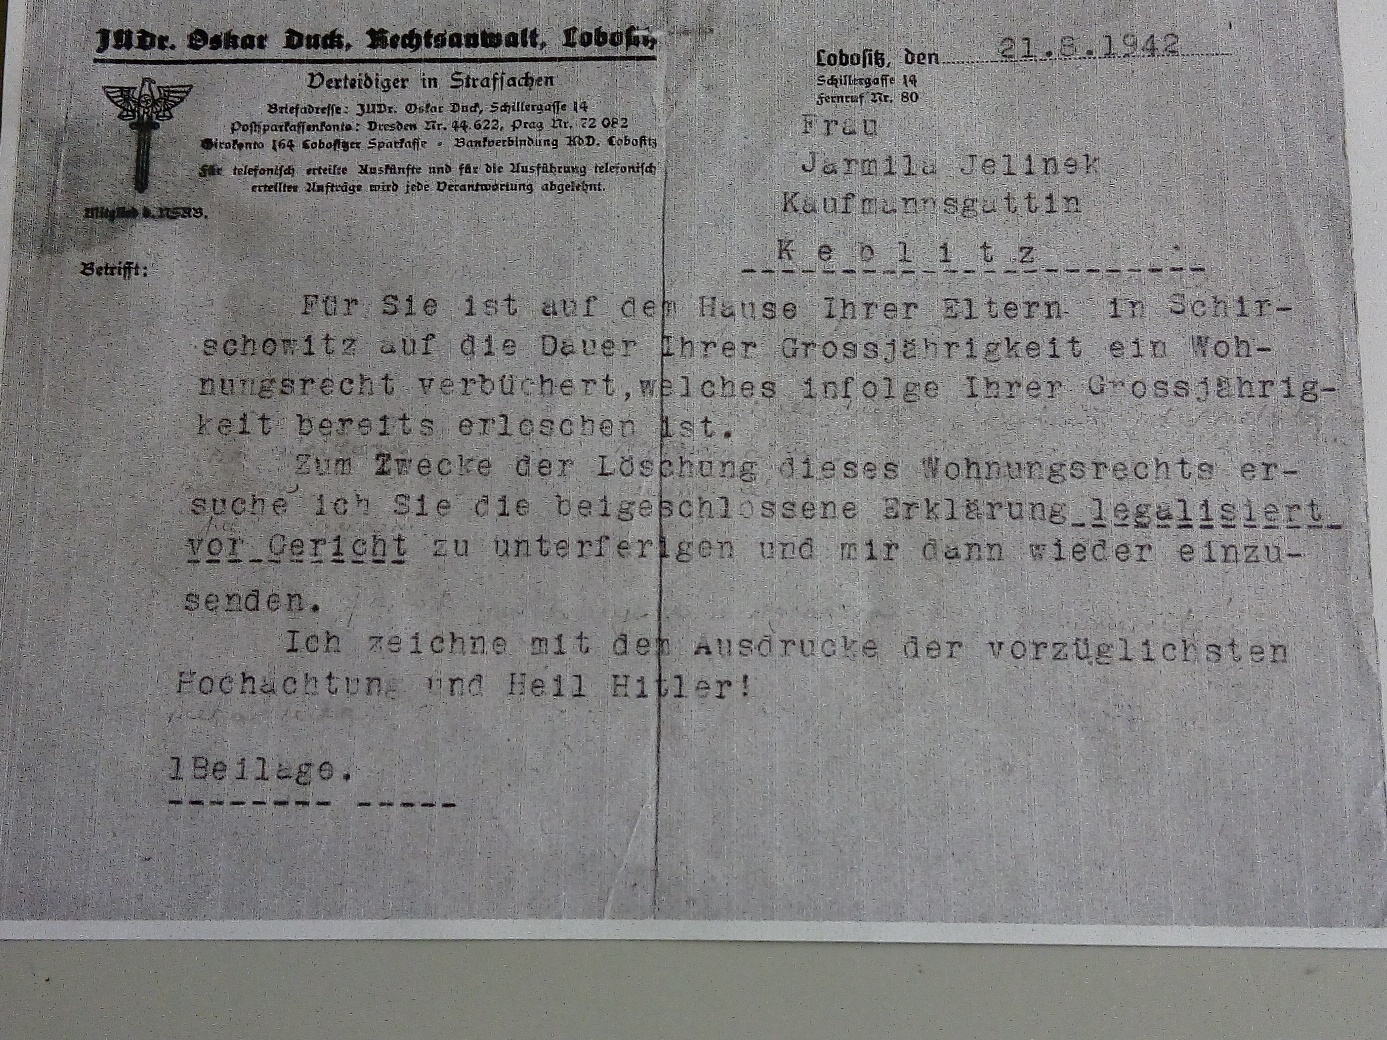 JUDr. Oskar Duck, Rechtsanwalt, Lobositz
Verteidiger in Strafsachen
Briefadresse: JUDr. Oskar Duck, Schillergasse 14
Postsparkassenkonto: Dresden Nr. 44.622, Prag Nr. 72 082
Girokonto 164 Lobositzer Sparkasse - Bankverbindung KdD. Lobositz
Für telefonisch erteilte Auskünfte und für die Ausführung telefonisch
erteilter Aufträge wird jede Verantwortung abgelehnt.
Mitglied d. NSRB.
Lobositz, den 21.8.1942
Schillergasse 14
Fernruf Nr. 80
Frau
Jarmila Jelinek
Kaufmannsgattin
K e b l i t z
Betrifft:
Für Sie ist auf dem Hause Ihrer Eltern in Schir-
schowitz auf die Dauer Ihrer Grossjährigkeit ein Woh-
nungsrecht verbüchert,welches infolge Ihrer Grossjährig-
keit bereits erloschen ist.
Zum Zwecke der Löschung dieses Wohnungsrechts er-
suche ich Sie die beigeschlossene Erklärung legalisiert
vor Gericht zu unterferigen und mir dann wieder einzu-
senden.
Ich zeichne mit dem Ausdrucke der vorzüglichsten
Hochachtung und Heil Hitler!
1Beilage.